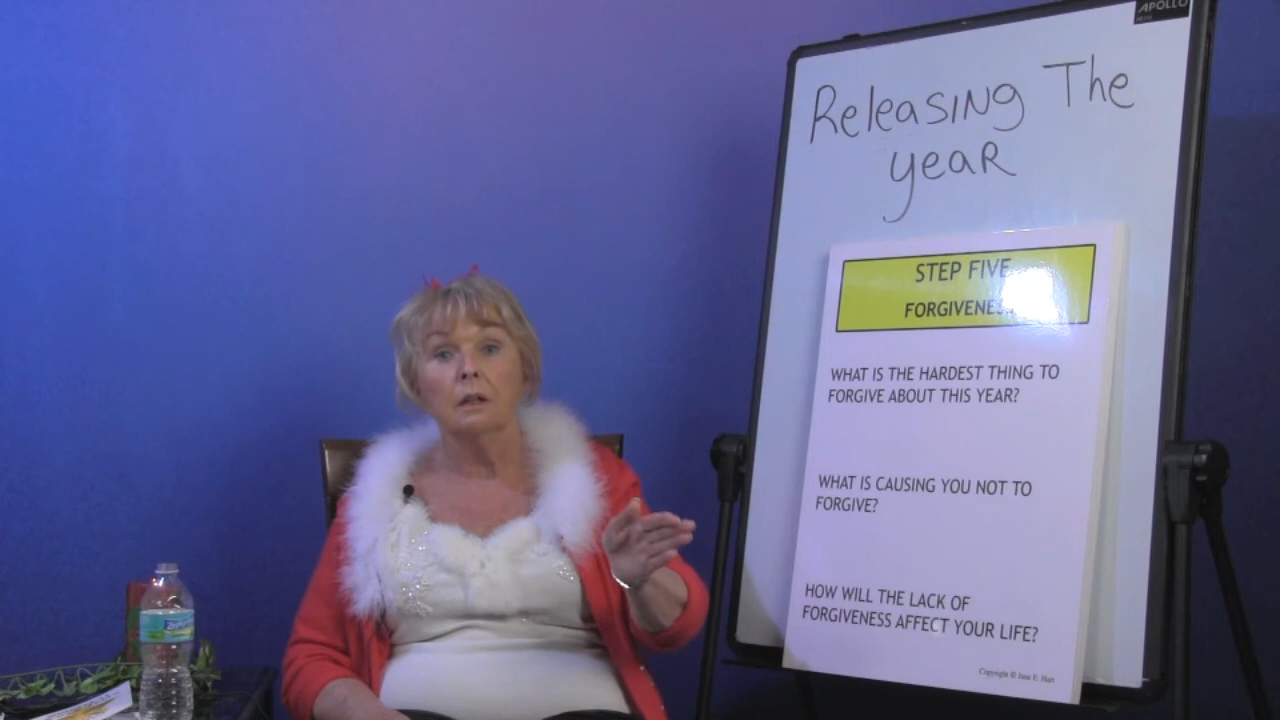 APOLLO
Releasing The
year
STEP FIVE
WHAT IS THE HARDEST THING TO
FORGIVE ABOUT THIS YEAR?
WHAT IS CAUSING YOU NOT TO
FORGIVE?
HOW WILL THE LACK OF
FORGIVENESS AFFECT YOUR LIFE?
Copyright © Jane E. Hart
Zephyrhills